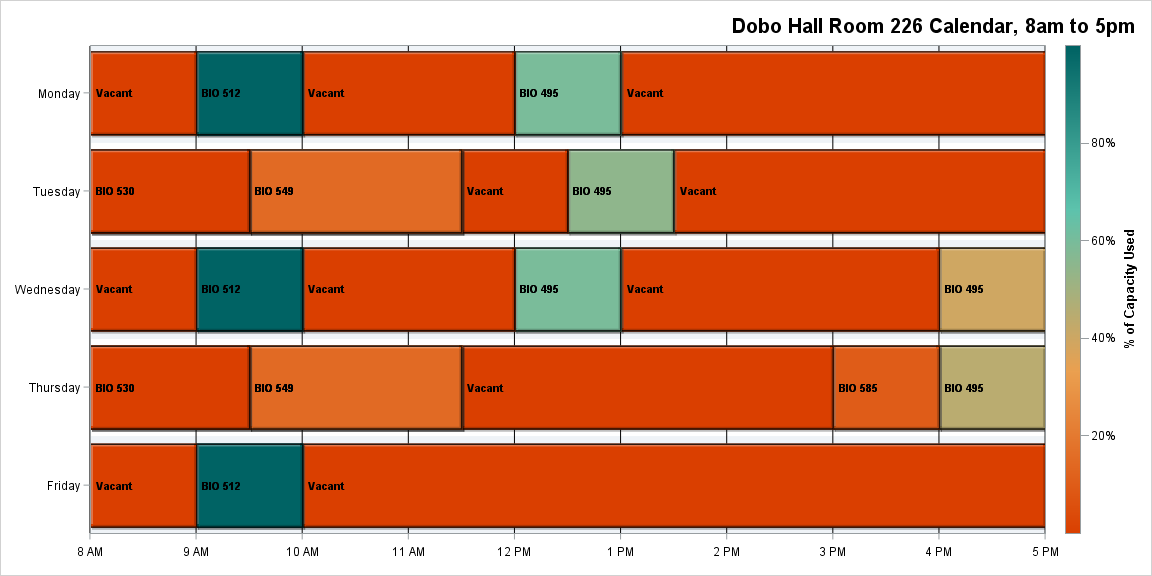 Dobo Hall Room 226 Calendar, 8am to 5pm
Monday Vacant BIO 512 Vacant BIO 495 Vacant
80%
Tuesday BIO 530 BIO 549 Vacant BIO 495 Vacant
60%
Wednesday Vacant BIO 512 Vacant BIO 495 Vacant BIO 495
% of Capacity Used
40%
Thursday BIO 530 BIO 549 Vacant BIO 585 BIO 495
20%
Friday Vacant BIO 512 Vacant
8 AM 9 AM 10 AM 11 AM 12 PM 1 PM 2 PM 3 PM 4 PM 5 PM